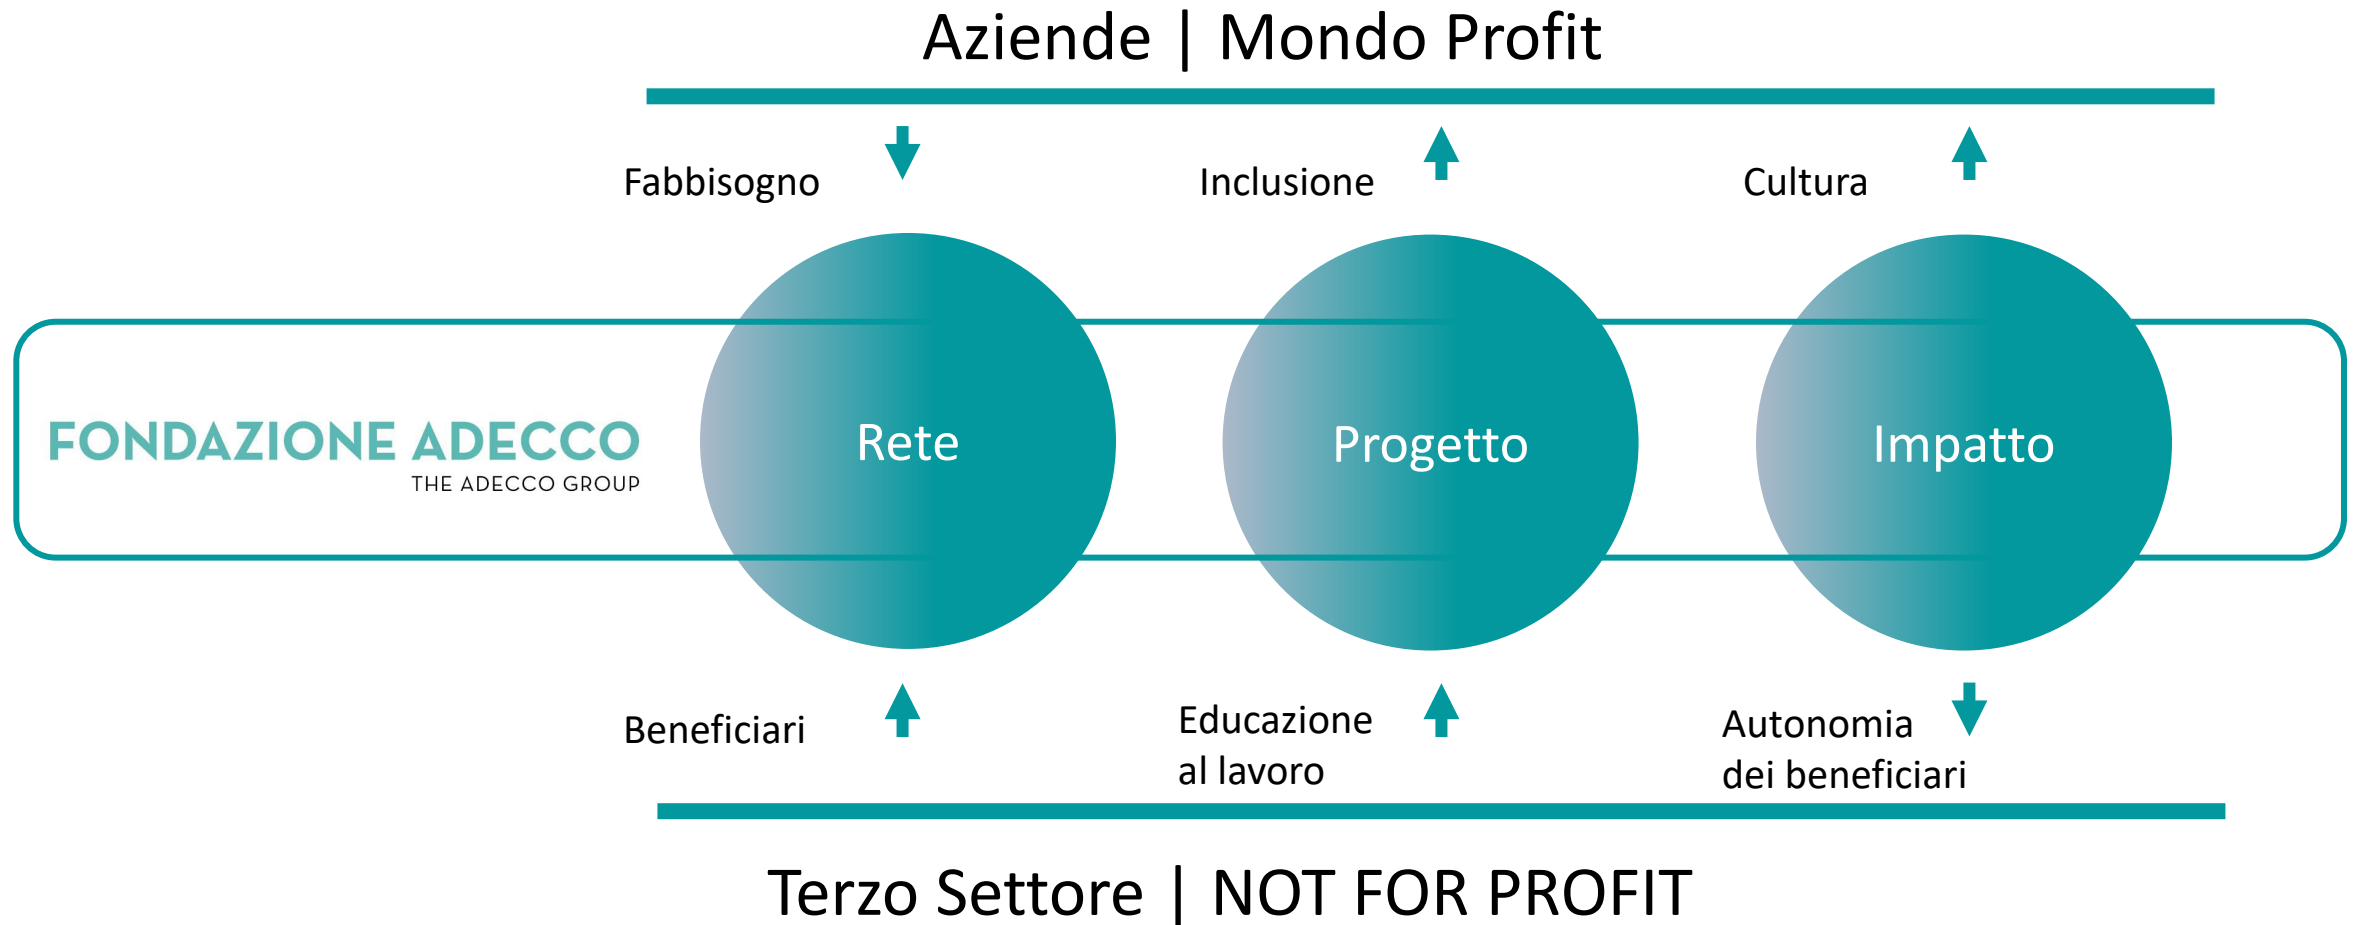 Aziende | Mondo Profit
Fabbisogno
Inclusione
Cultura
FONDAZIONE ADECCO
THE ADECCO GROUP
Rete
Progetto
Impatto
Beneficiari
Educazione
al lavoro
Autonomia
dei beneficiari
Terzo Settore | NOT FOR PROFIT